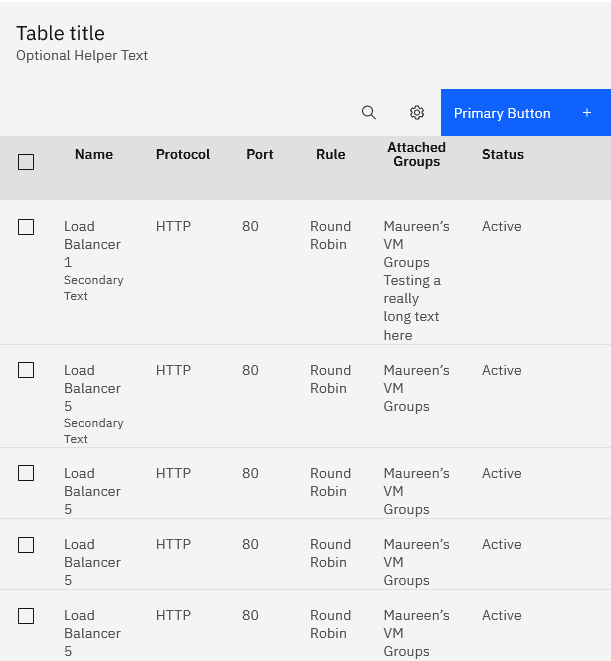 Table title
Optional Helper Text
Primary Button +
Name Protocol Port Rule Attached Groups Status
Load Balancer 1 Secondary Text HTTP 80 Round Robin Maureen’s VM Groups Testing a really long text here Active
Load Balancer 5 Secondary Text HTTP 80 Round Robin Maureen’s VM Groups Active
Load Balancer 5 HTTP 80 Round Robin Maureen’s VM Groups Active
Load Balancer 5 HTTP 80 Round Robin Maureen’s VM Groups Active
Load Balancer 5 HTTP 80 Round Robin Maureen’s VM Groups Active